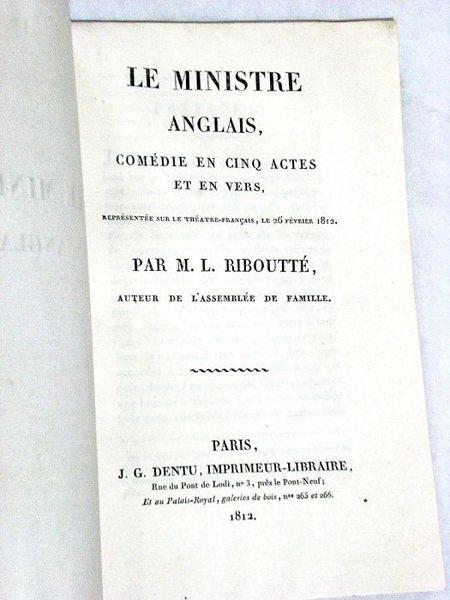 LE MINISTRE
ANGLAIS,
COMÉDIE EN CINQ ACTES
ET EN VERS,
REPRÉSENTÉE SUR LE THÉATRE-FRANÇAIS, LE 26 FÉVRIER 1812.
PAR M. L. RIBOUTTÉ,
AUTEUR DE L'ASSEMBLÉE DE FAMILLE.
PARIS,
J. G. DENTU, IMPRIMEUR-LIBRAIRE,
Rue du Pont de Lodi, nº 3, près le Pont-Neuf;
Et au Palais-Royal, galeries de bois, nos 265 et 266.
1812.